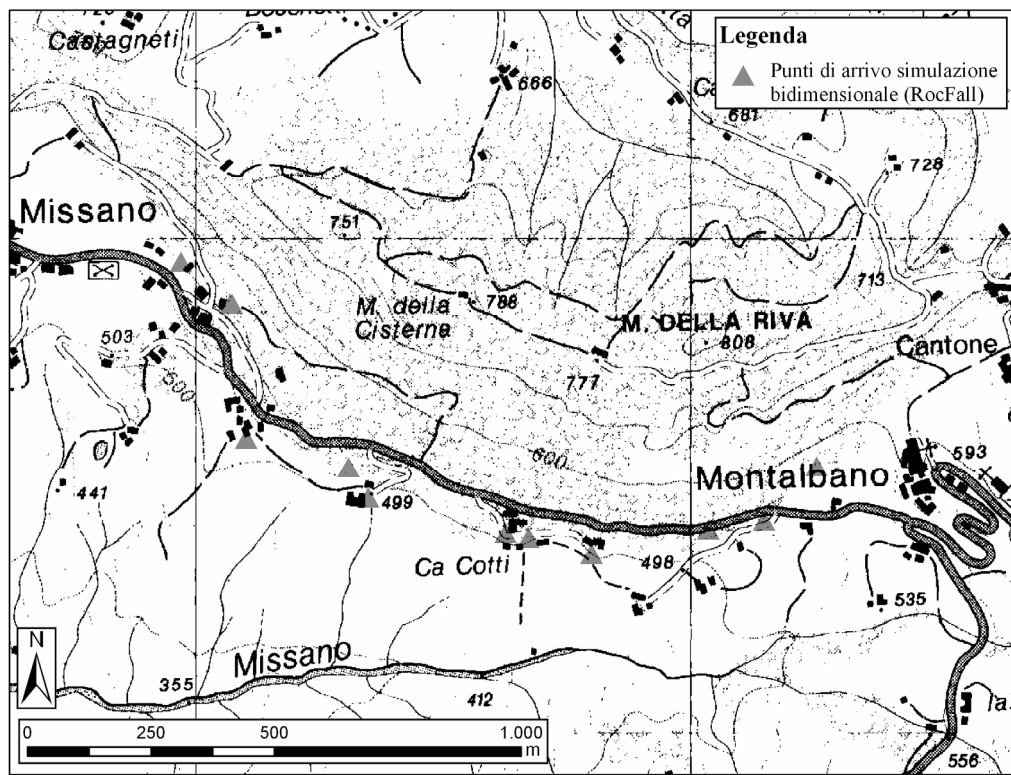 Castagneti
666
Legenda
Punti di arrivo simulazione
bidimensionale (RocFall)
681
728
Missano
751
788
M. della
Cisterna
M. DELLA RIVA
808
713
777
Cantone
503
500
600
Montalbano
593
441
499
Ca Cotti
498
535
N
Missano
355
412
556
0 250 500 1.000
m